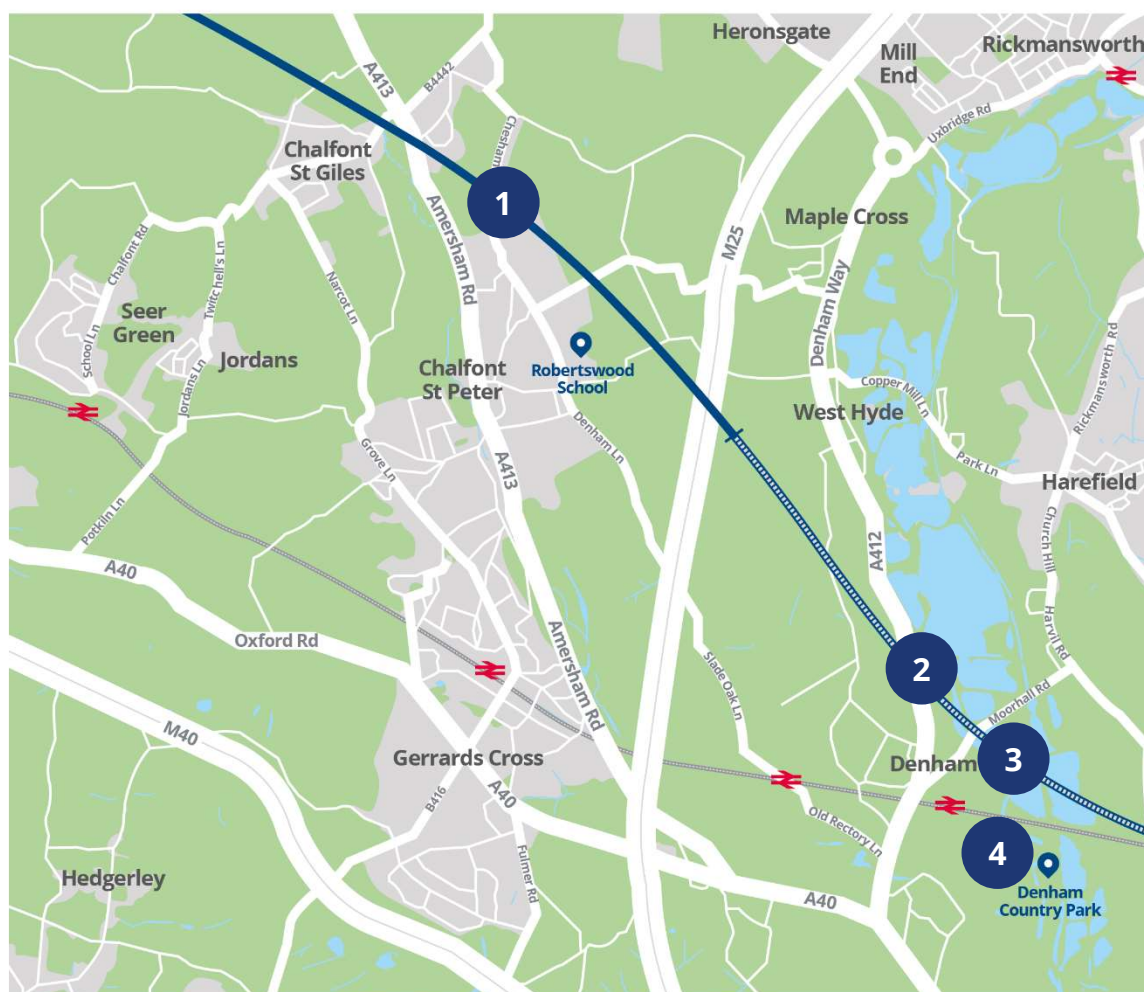 Heronsgate
Mill
End
Rickmansworth
A413
B4442
Uxbridge Rd
Chesham
Chalfont
St Giles
1
Maple Cross
Amersham Rd
M25
Chalfont Rd
Twitchell's Ln
Narcot Ln
Denham Way
Seer
Green
School Ln
Jordans
Jordans Ln
Chalfont
St Peter
Robertswood
School
Copper Mill Ln
Rickmansworth Rd
West Hyde
Denham Ln
Grove Ln
A413
Park Ln
Harefield
Potkiln Ln
Church Hill
A40
A412
Oxford Rd
Amersham Rd
Harvil Rd
Slade Oak Ln
2
Moorhall Rd
M40
Gerrards Cross
Denham
3
B416
A40
Old Rectory Ln
4
Fulmer Rd
Hedgerley
A40
Denham
Country Park